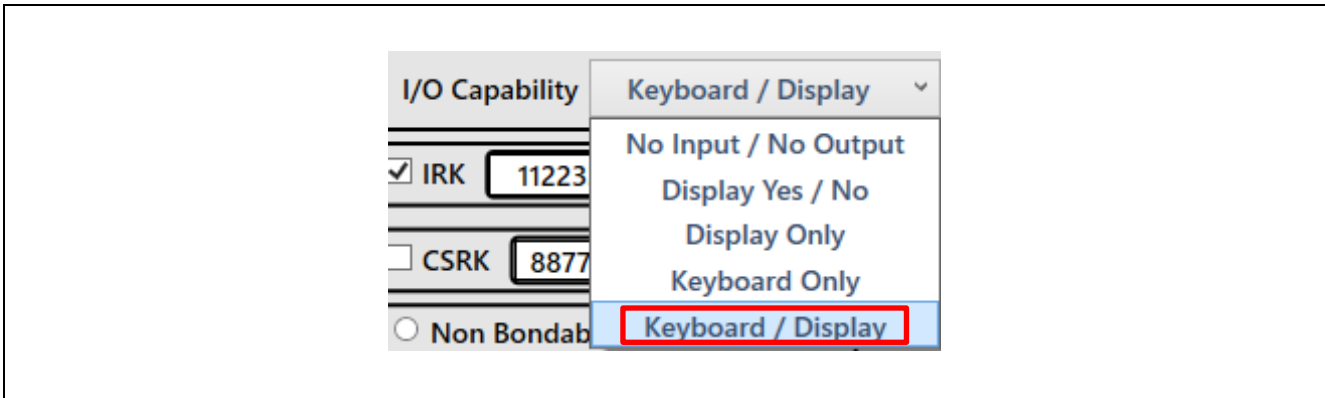 I/O Capability Keyboard / Display
No Input / No Output
IRK 11223
Display Yes / No
Display Only
CSRK 8877
Keyboard Only
Non Bondab
Keyboard / Display